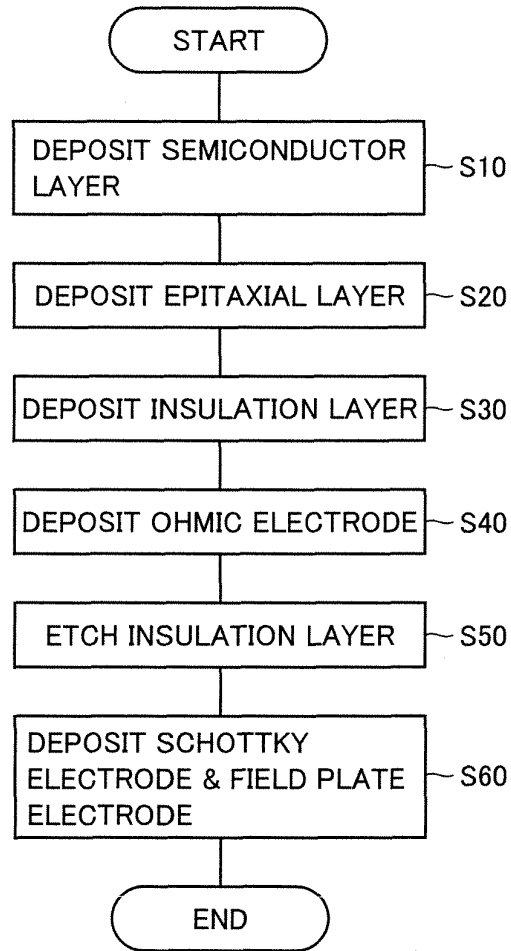 START
DEPOSIT SEMICONDUCTOR
LAYER
S10
DEPOSIT EPITAXIAL LAYER
S20
DEPOSIT INSULATION LAYER
S30
DEPOSIT OHMIC ELECTRODE
S40
ETCH INSULATION LAYER
S50
DEPOSIT SCHOTTKY
ELECTRODE & FIELD PLATE
ELECTRODE
S60
END